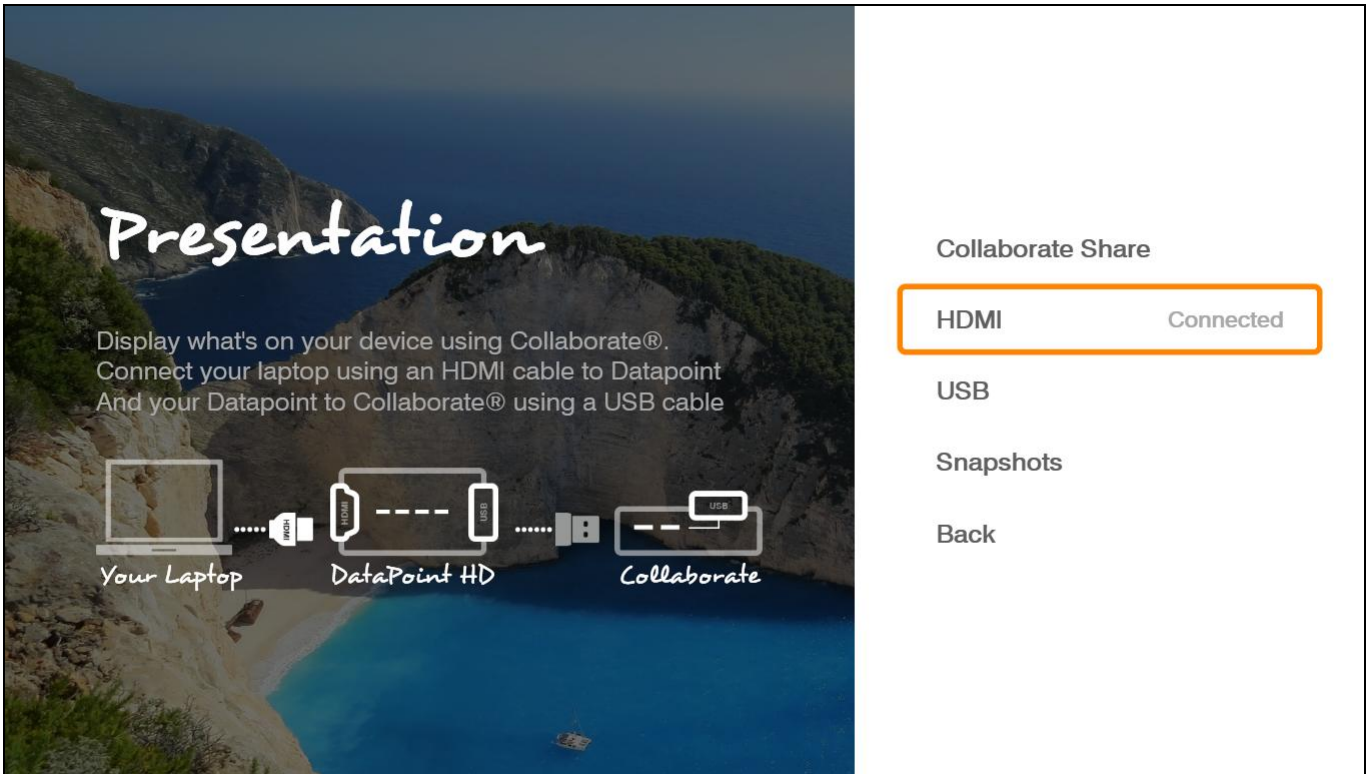 Presentation
Display what's on your device using Collaborate®.
Connect your laptop using an HDMI cable to Datapoint
And your Datapoint to Collaborate® using a USB cable
HDMI
HDMI
USB
USB
Your Laptop
DataPoint HD
Collaborate
Collaborate Share
HDMI Connected
USB
Snapshots
Back